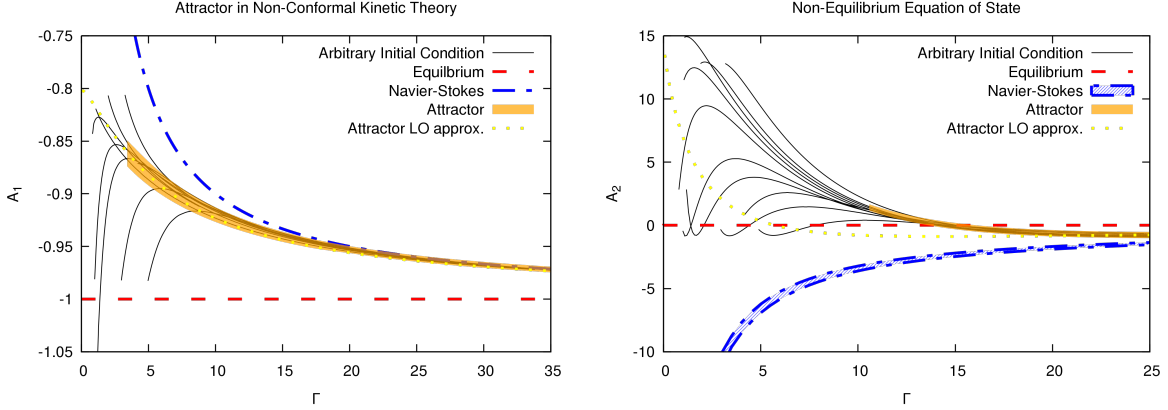 Attractor in Non-Conformal Kinetic Theory
-0.75
-0.8
-0.85
-0.9
-0.95
-1
-1.05
0 5 10 15 20 25 30 35
A1
Γ
Arbitrary Initial Condition
Equilbrium
Navier-Stokes
Attractor
Attractor LO approx.
Non-Equilibrium Equation of State
15
10
5
0
-5
-10
0 5 10 15 20 25
A2
Γ
Arbitrary Initial Condition
Equilibrium
Navier-Stokes
Attractor
Attractor LO approx.